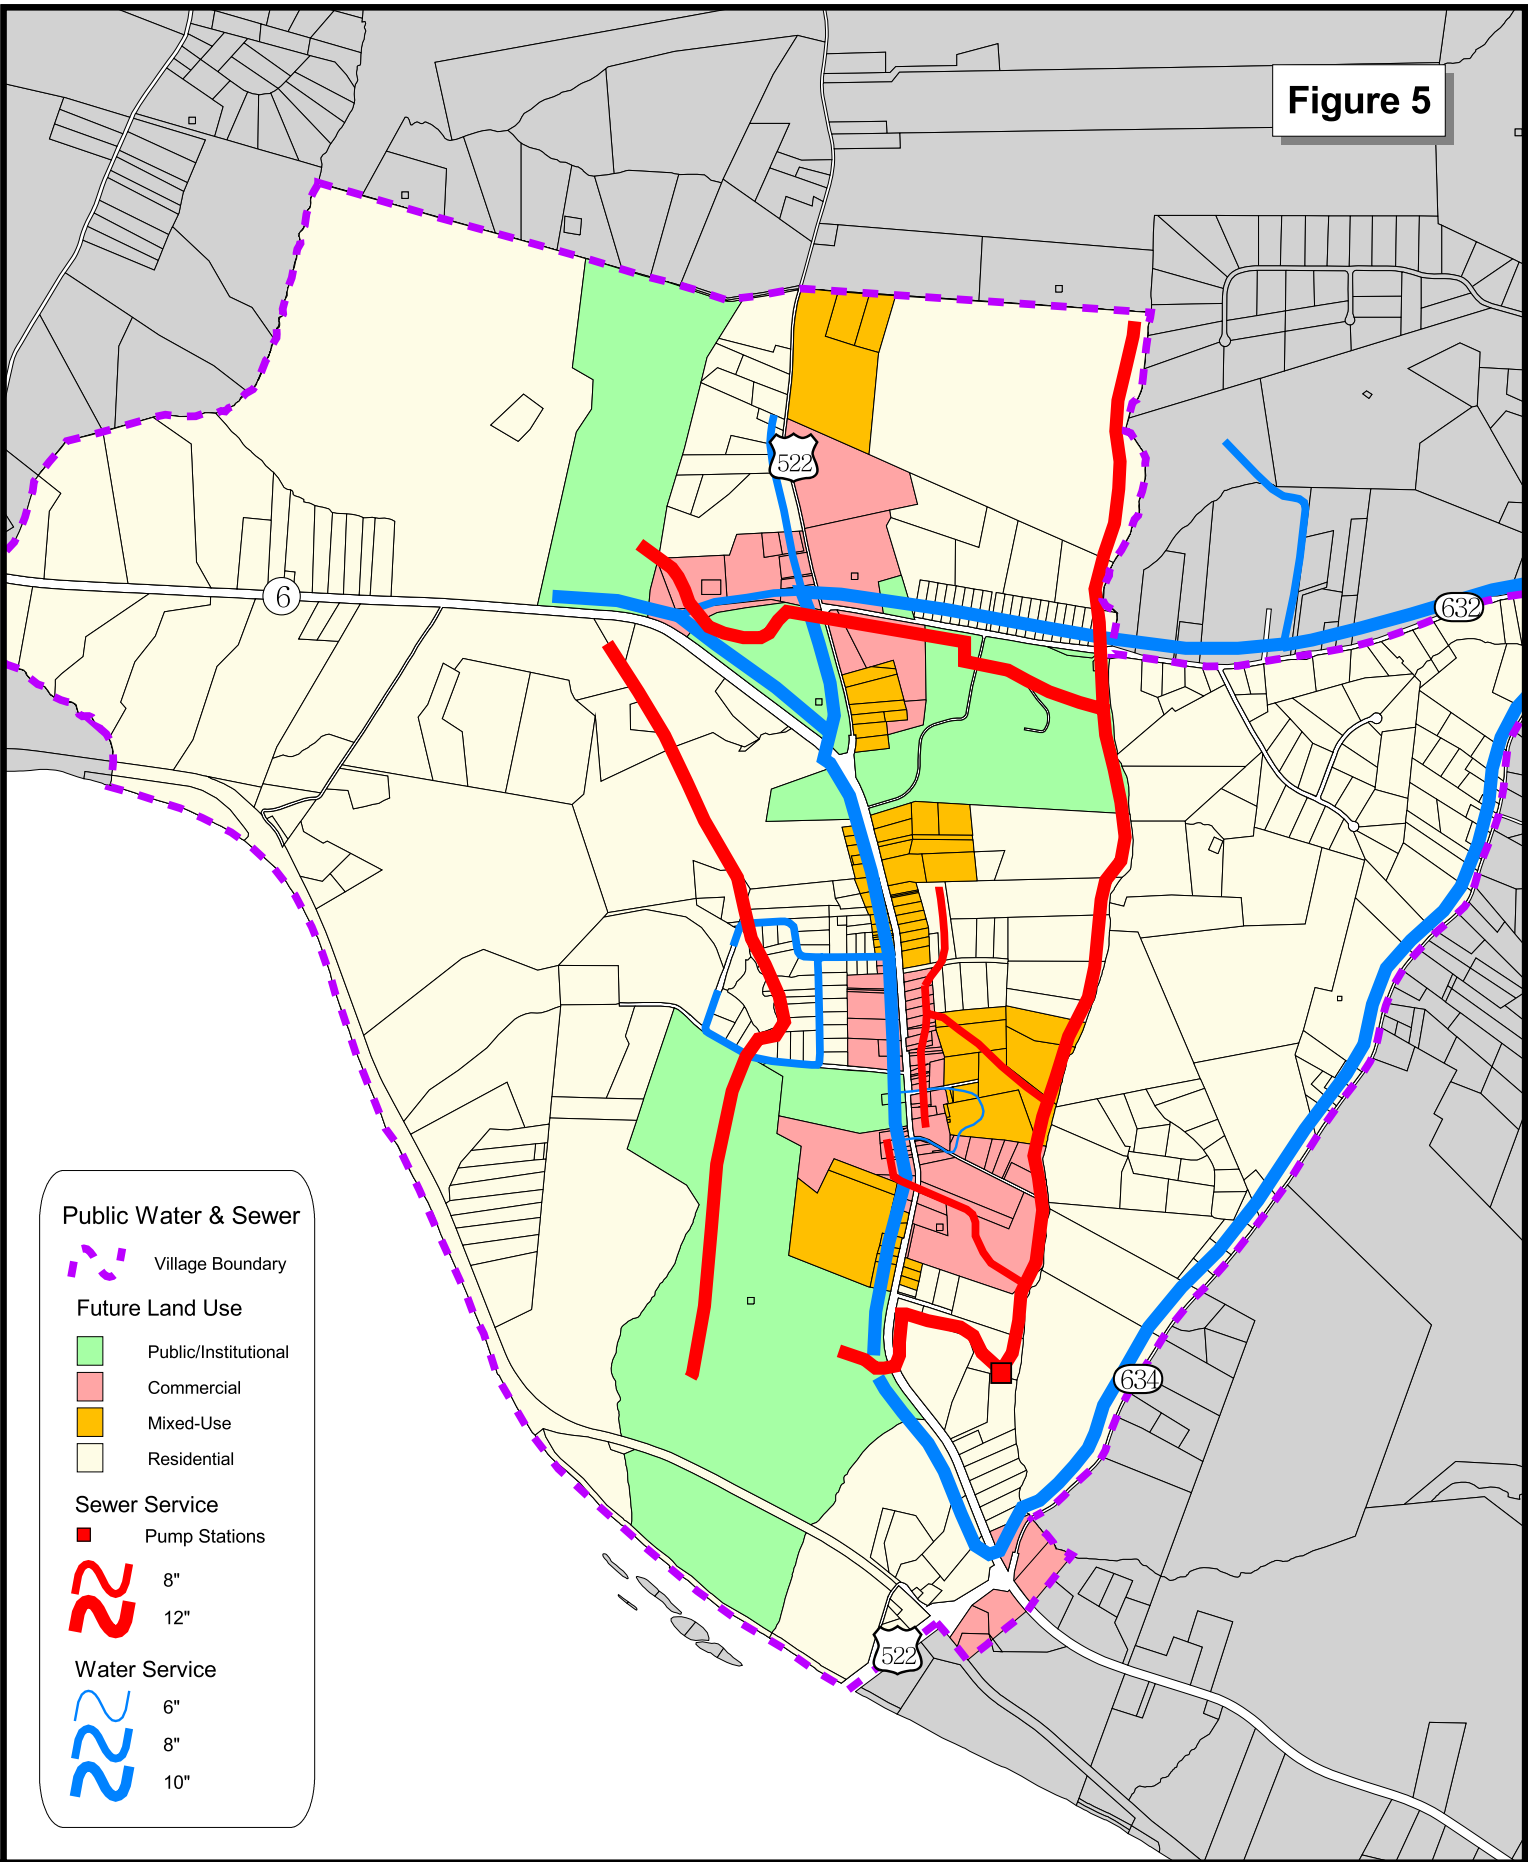 Figure 5
522
6
632
634
522
Public Water & Sewer
Village Boundary
Future Land Use
Public/Institutional
Commercial
Mixed-Use
Residential
Sewer Service
Pump Stations
8"
12"
Water Service
6"
8"
10"